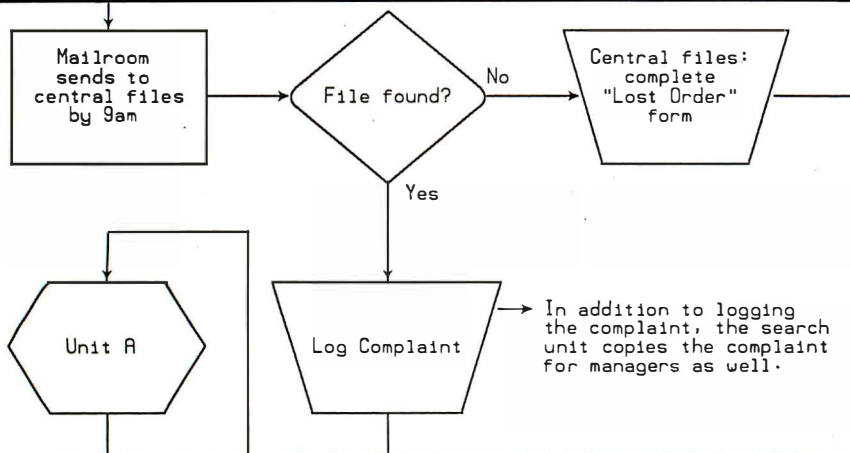 Mailroom
sends to
central files
by 9am
File found?
No
Central files:
complete
"Lost Order"
form
Yes
Unit A
Log Complaint
In addition to logging
the complaint, the search
unit copies the complaint
for managers as well.